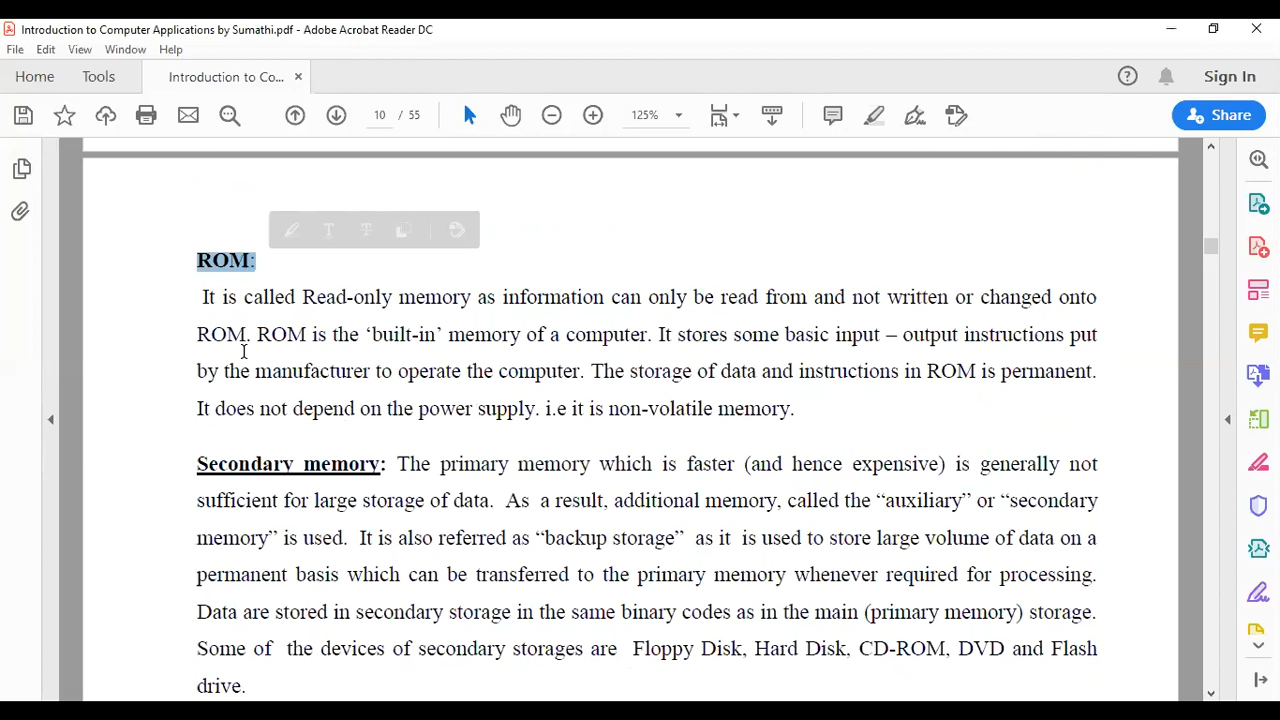 Introduction to Computer Applications by Sumathi.pdf - Adobe Acrobat Reader DC
File Edit View Window Help
Home Tools Introduction to Co... × Sign In
10 / 55 125% Share
ROM:
It is called Read-only memory as information can only be read from and not written or changed onto
ROM. ROM is the ‘built-in’ memory of a computer. It stores some basic input – output instructions put
by the manufacturer to operate the computer. The storage of data and instructions in ROM is permanent.
It does not depend on the power supply. i.e it is non-volatile memory.
Secondary memory: The primary memory which is faster (and hence expensive) is generally not
sufficient for large storage of data. As a result, additional memory, called the “auxiliary” or “secondary
memory” is used. It is also referred as “backup storage” as it is used to store large volume of data on a
permanent basis which can be transferred to the primary memory whenever required for processing.
Data are stored in secondary storage in the same binary codes as in the main (primary memory) storage.
Some of the devices of secondary storages are Floppy Disk, Hard Disk, CD-ROM, DVD and Flash
drive.